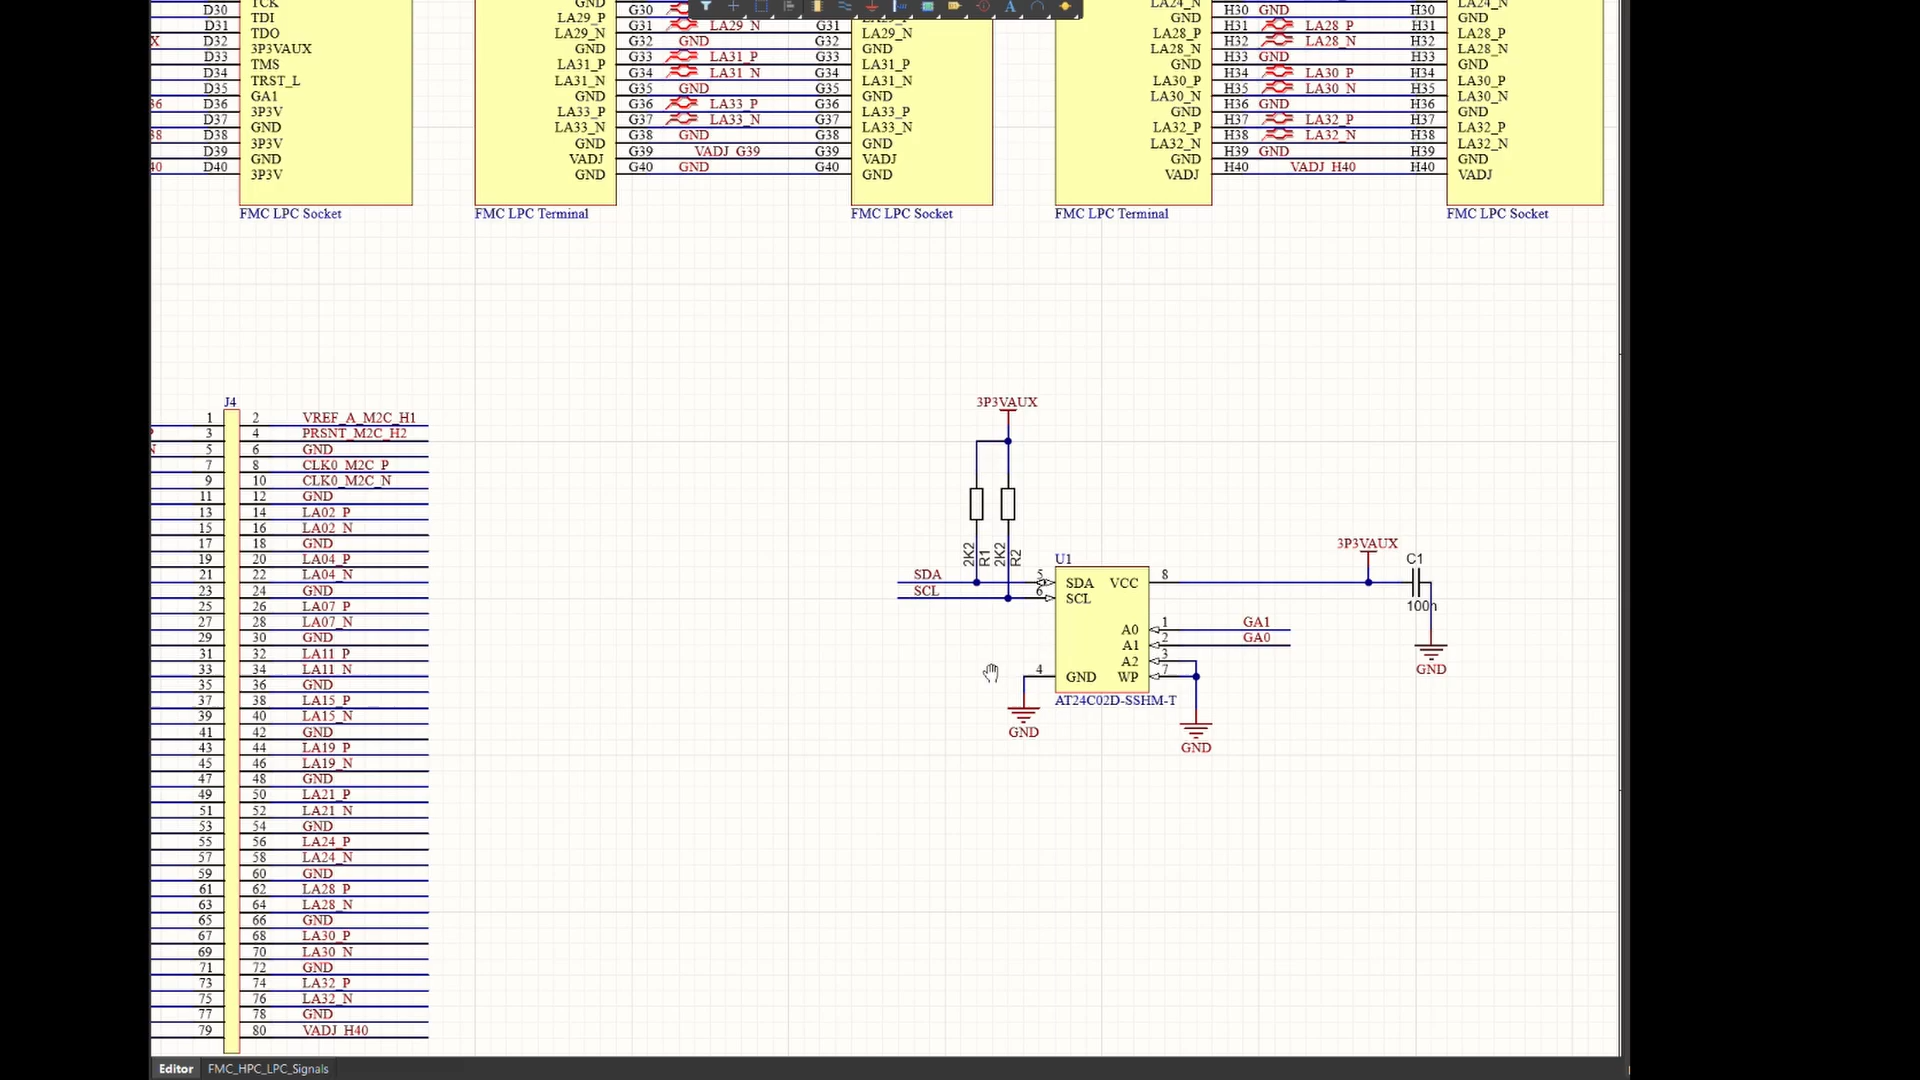 D30 TCK GND G30 GND LA24_N H30 GND H30 LA24_N
D31 TDI LA29_P G31 LA29_N G31 GND H31 LA28_P H31 GND
X D32 TDO LA29_N G32 GND G32 LA29_N LA28_P H32 LA28_N H32 LA28_P
D33 3P3VAUX GND G33 LA31_P G33 GND LA28_N H33 GND H33 LA28_N
D34 TMS LA31_P G34 LA31_N G34 LA31_P GND H34 LA30_P H34 GND
D35 TRST_L LA31_N G35 GND G35 LA31_N LA30_P H35 LA30_N H35 LA30_P
36 D36 GA1 GND G36 LA33_P G36 GND LA30_N H36 GND H36 LA30_N
D37 3P3V LA33_P G37 LA33_N G37 LA33_P GND H37 LA32_P H37 GND
38 D38 GND LA33_N G38 GND G38 LA33_N LA32_P H38 LA32_N H38 LA32_P
D39 3P3V GND G39 VADJ_G39 G39 GND LA32_N H39 GND H39 LA32_N
40 D40 GND VADJ G40 GND G40 VADJ GND H40 VADJ_H40 H40 GND
3P3V GND GND VADJ VADJ
FMC LPC Socket FMC LPC Terminal FMC LPC Socket FMC LPC Terminal FMC LPC Socket
J4
1 2 VREF_A_M2C_H1
3 4 PRSNT_M2C_H2
5 6 GND
7 8 CLK0_M2C_P
9 10 CLK0_M2C_N
11 12 GND
13 14 LA02_P
15 16 LA02_N
17 18 GND
19 20 LA04_P
21 22 LA04_N
23 24 GND
25 26 LA07_P
27 28 LA07_N
29 30 GND
31 32 LA11_P
33 34 LA11_N
35 36 GND
37 38 LA15_P
39 40 LA15_N
41 42 GND
43 44 LA19_P
45 46 LA19_N
47 48 GND
49 50 LA21_P
51 52 LA21_N
53 54 GND
55 56 LA24_P
57 58 LA24_N
59 60 GND
61 62 LA28_P
63 64 LA28_N
65 66 GND
67 68 LA30_P
69 70 LA30_N
71 72 GND
73 74 LA32_P
75 76 LA32_N
77 78 GND
79 80 VADJ_H40
3P3VAUX
2K2 R1 2K2 R2
U1
3P3VAUX
C1
100n
GND
SDA 5 SDA VCC 8
SCL 6 SCL
A0 1 GA1
A1 2 GA0
A2 3
4 GND WP 7
AT24C02D-SSHM-T
GND
GND
Editor FMC_HPC_LPC_Signals